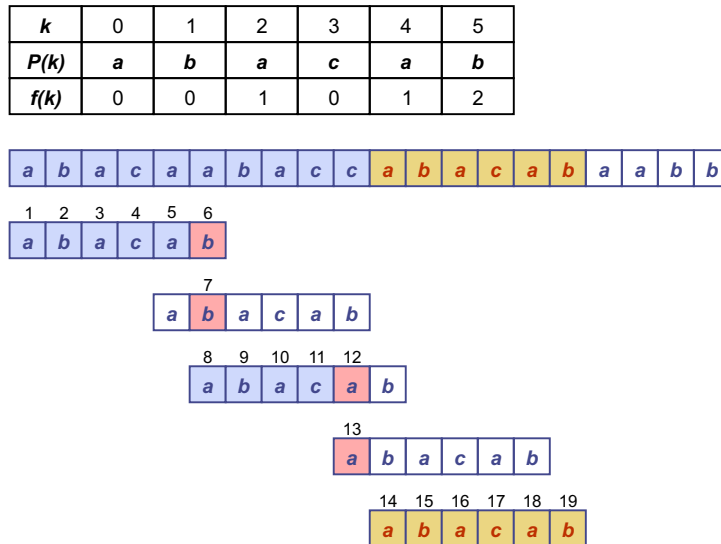 k 0 1 2 3 4 5
P(k) a b a c a b
f(k) 0 0 1 0 1 2
a b a c a a b a c c a b a c a b a a b b
1 2 3 4 5 6
a b a c a b
7
a b a c a b
8 9 10 11 12
a b a c a b
13
a b a c a b
14 15 16 17 18 19
a b a c a b